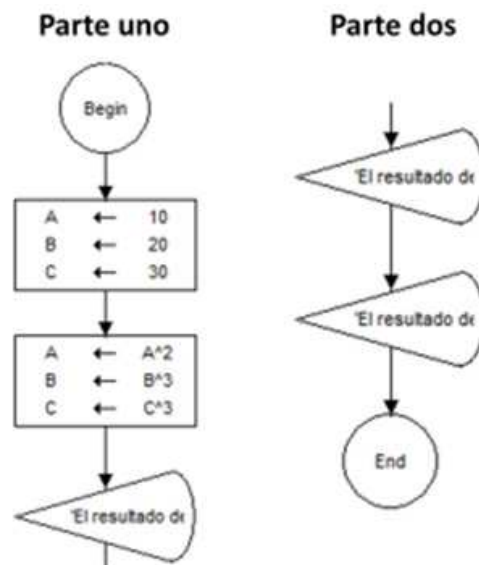 Parte uno
Begin
A ← 10
B ← 20
C ← 30
A ← A^2
B ← B^3
C ← C^3
'El resultado de
Parte dos
'El resultado de
'El resultado de
End